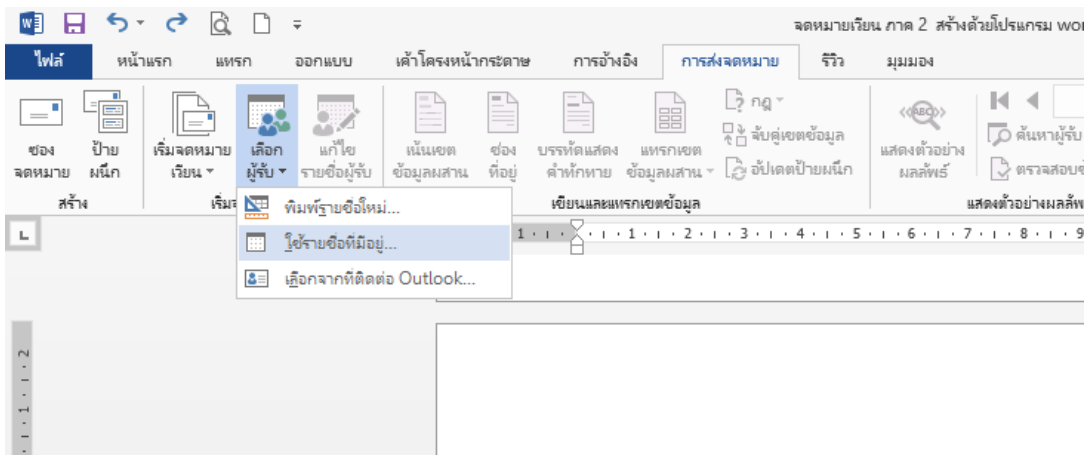 จดหมายเวียน ภาค 2 สร้างด้วยโปรแกรม wor
ไฟล์ หน้าแรก แทรก ออกแบบ เค้าโครงหน้ากระดาษ การอ้างอิง การส่งจดหมาย รีวิว มุมมอง
ซอง ป้าย เริ่มจดหมาย เลือก แก้ไข เน้นเขต ซอง บรรทัดแสดง แทรกเขต กฎ แสดงตัวอย่าง
จดหมาย ผนึก เวียน ผู้รับ รายชื่อผู้รับ ข้อมูลผสาน ที่อยู่ คำทักทาย ข้อมูลผสาน จับคู่เขตข้อมูล ผลลัพธ์ ค้นหาผู้รับ
อัปเดตป้ายผนึก ตรวจสอบ
«ABC»
สร้าง เริ่ม เขียนและแทรกเขตข้อมูล แสดงตัวอย่างผลลัพ
พิมพ์รายชื่อใหม่...
ใช้รายชื่อที่มีอยู่...
เลือกจากที่ติดต่อ Outlook...
1 1 2 3 4 5 6 7 8 9
2
1